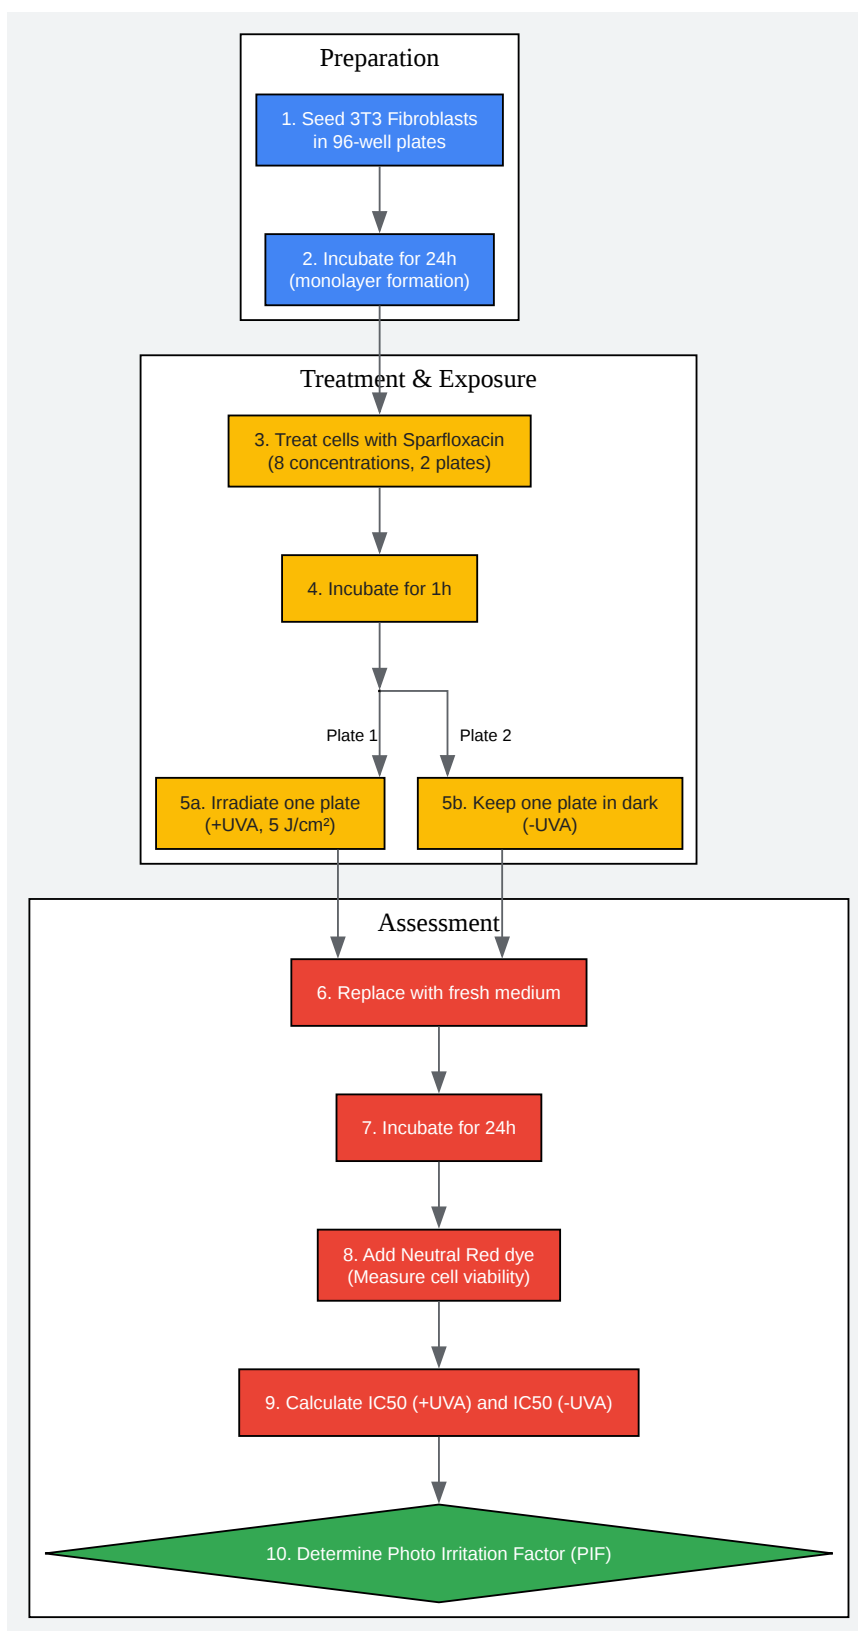 Preparation
1. Seed 3T3 Fibroblasts
in 96-well plates
2. Incubate for 24h
(monolayer formation)
Treatment & Exposure
3. Treat cells with Sparfloxacin
(8 concentrations, 2 plates)
4. Incubate for 1h
Plate 1
Plate 2
5a. Irradiate one plate
(+UVA, 5 J/cm²)
5b. Keep one plate in dark
(-UVA)
Assessment
6. Replace with fresh medium
7. Incubate for 24h
8. Add Neutral Red dye
(Measure cell viability)
9. Calculate IC50 (+UVA) and IC50 (-UVA)
10. Determine Photo Irritation Factor (PIF)